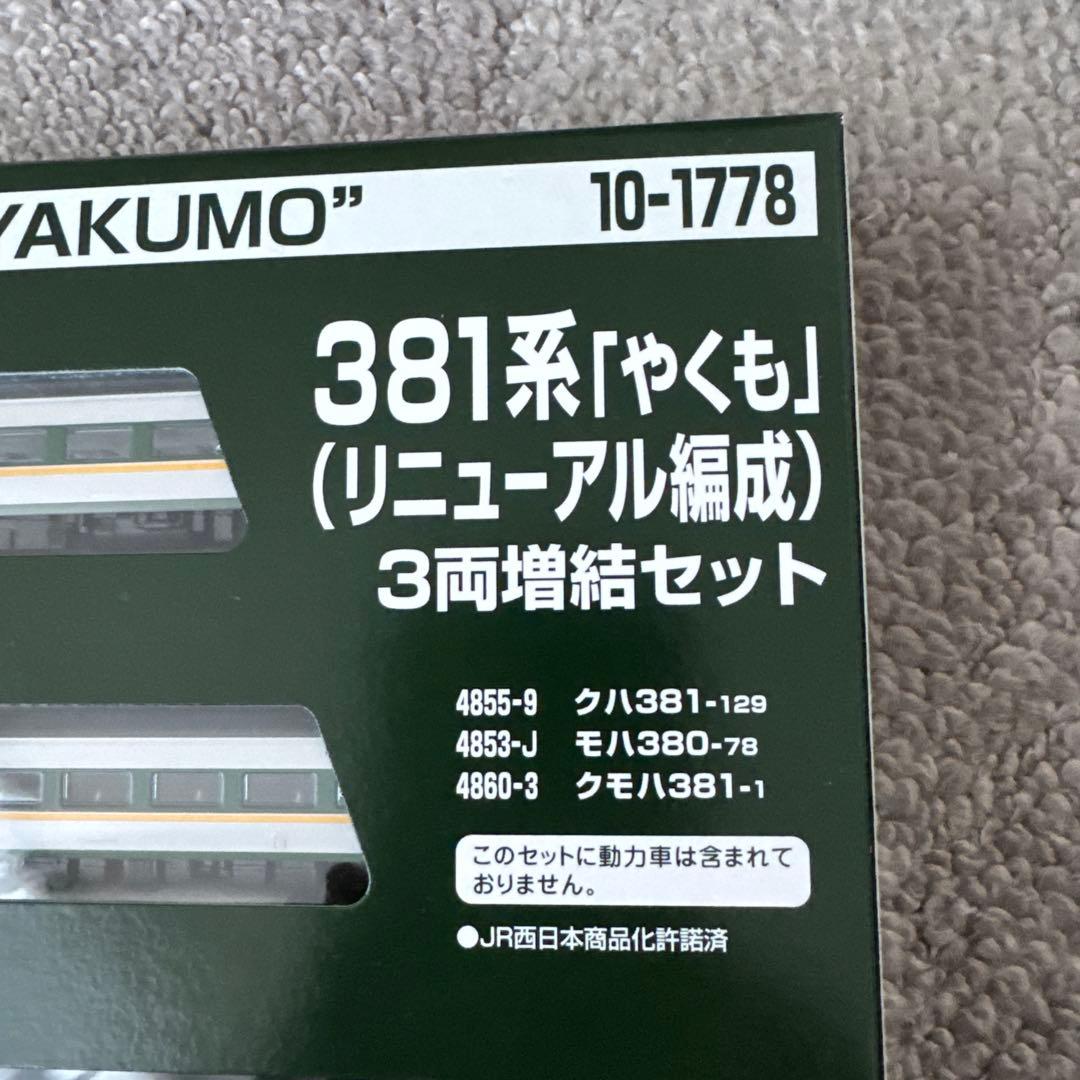 YAKUMO” 10-1778
381系「やくも」
(リニューアル編成)
3両増結セット
4855-9 クハ381-129
4853-J モハ380-78
4860-3 クモハ381-1
このセットに動力車は含まれて
おりません。
●JR西日本商品化許諾済